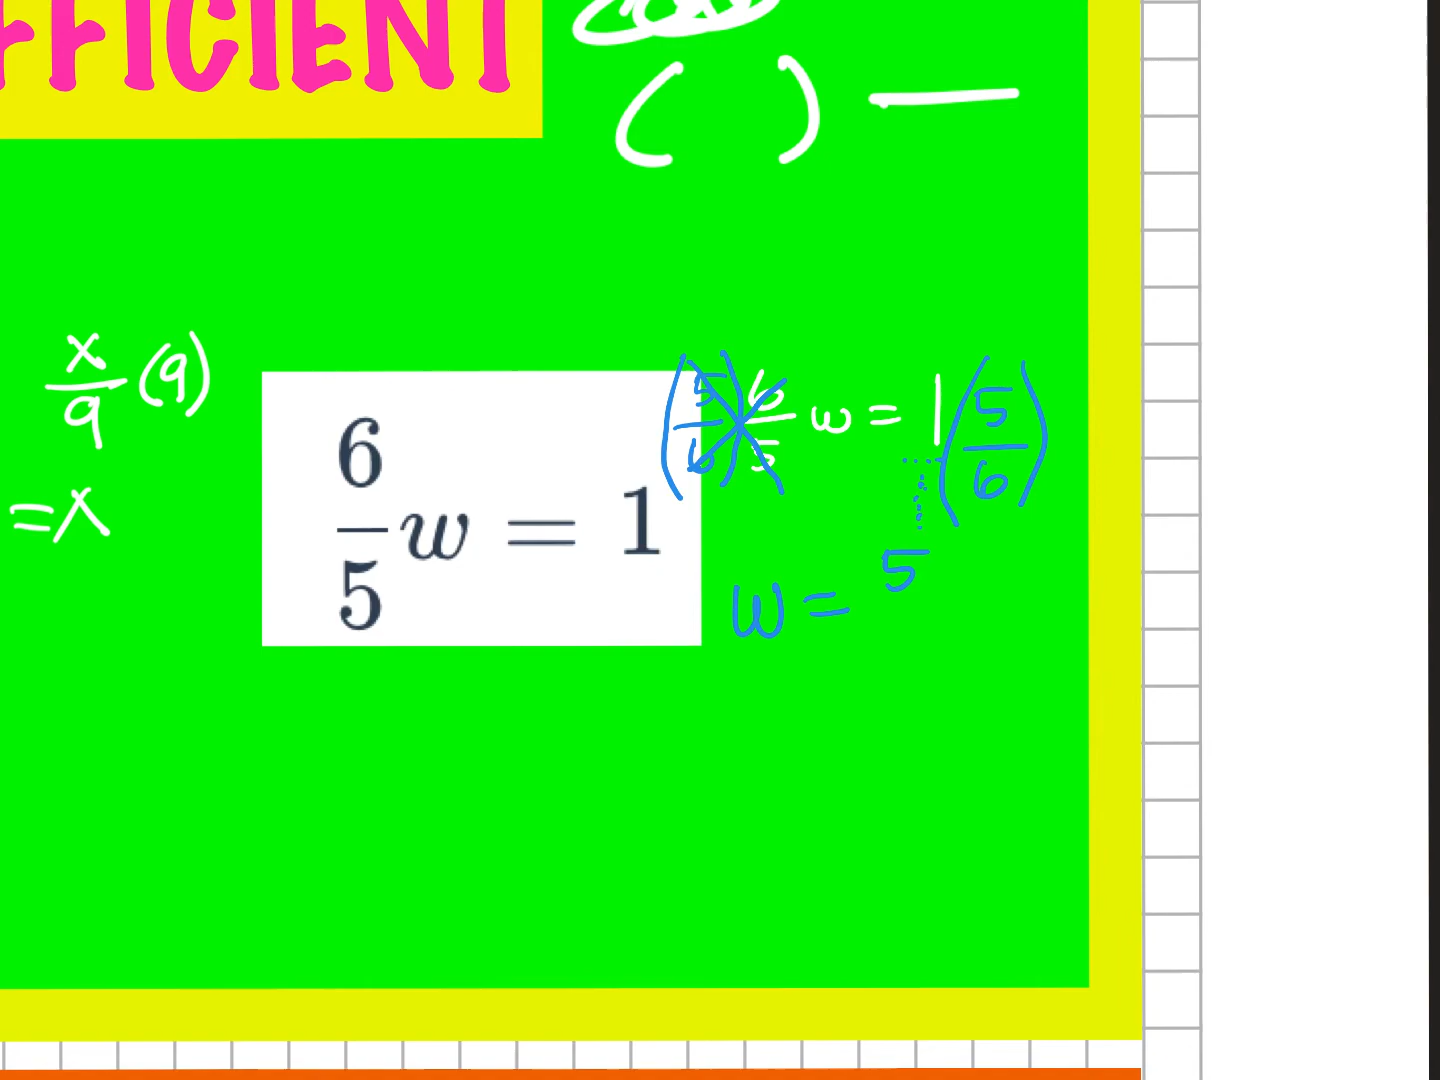 FFICIENT
( ) —
x/9 (9)
= x
6/5 w = 1
(5/6) 6/5 w = 1 (5/6)
w = 5